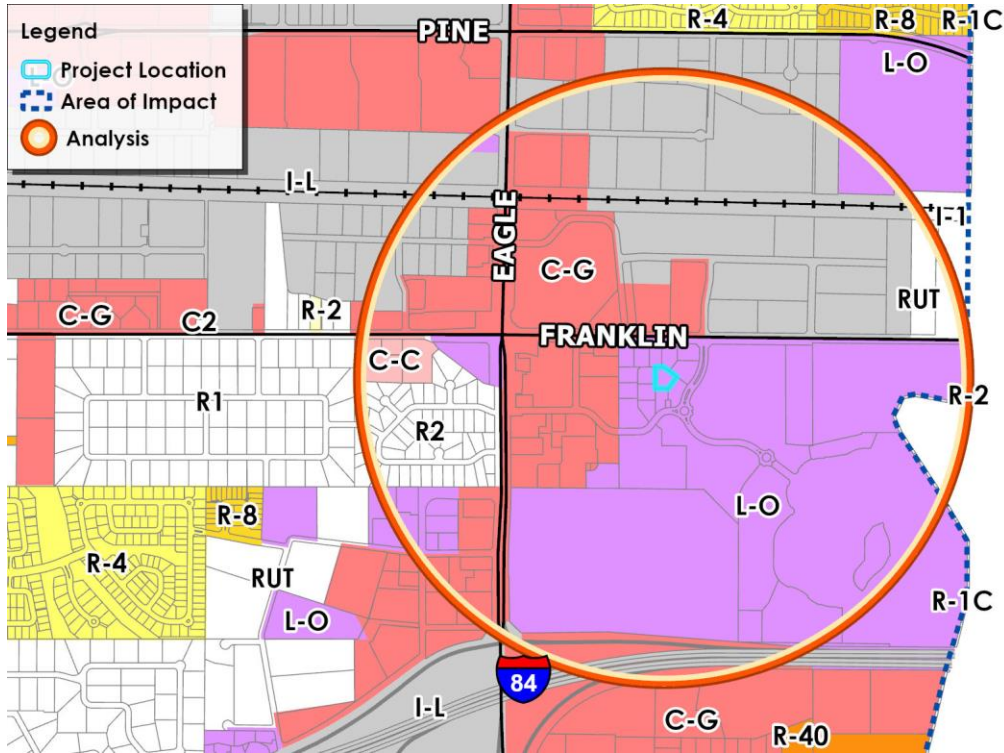 Legend
Project Location
Area of Impact
Analysis
L-O
PINE
R-4
R-8
R-1C
L-O
I-L
EAGLE
I-1
C-G
R-2
RUT
C-G
C2
FRANKLIN
C-C
R-2
R1
R2
R-8
L-O
R-4
RUT
R-1C
L-O
84
I-L
C-G
R-40